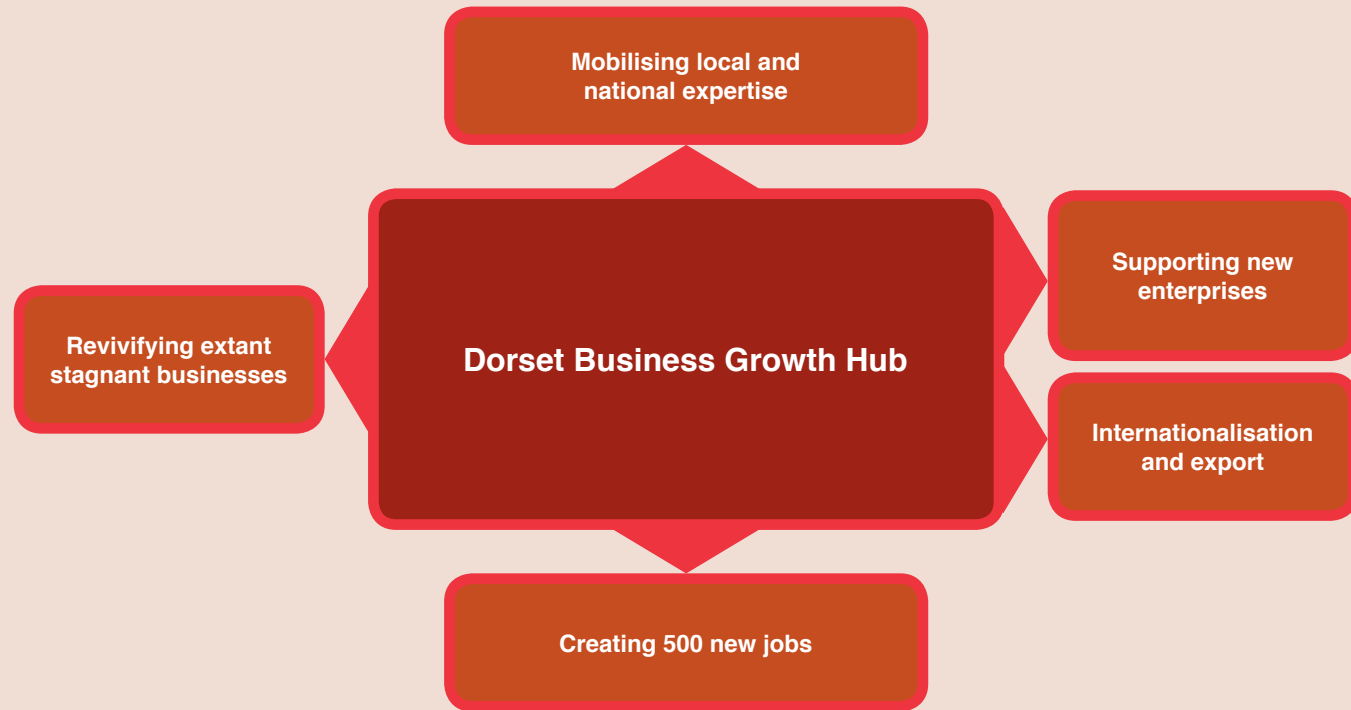 Mobilising local and
national expertise
Supporting new
enterprises
Revivifying extant
stagnant businesses
Dorset Business Growth Hub
Internationalisation
and export
Creating 500 new jobs